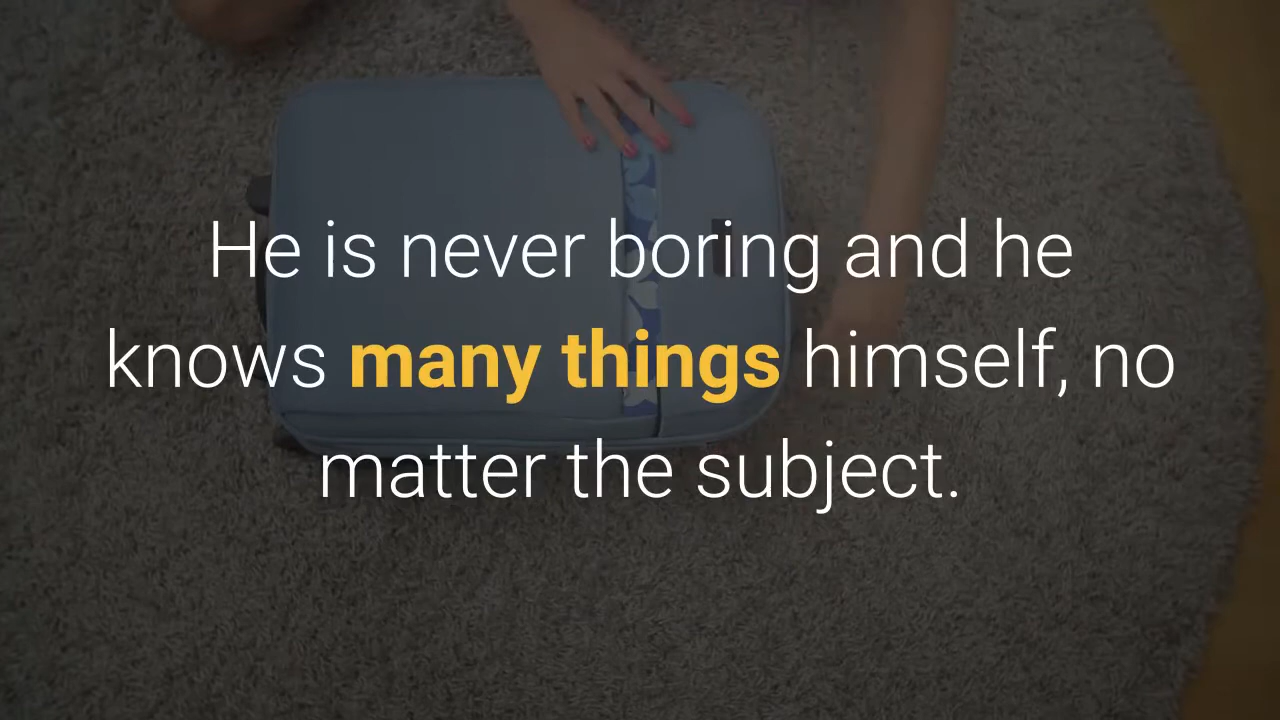 He is never boring and he
knows many things himself, no
matter the subject.